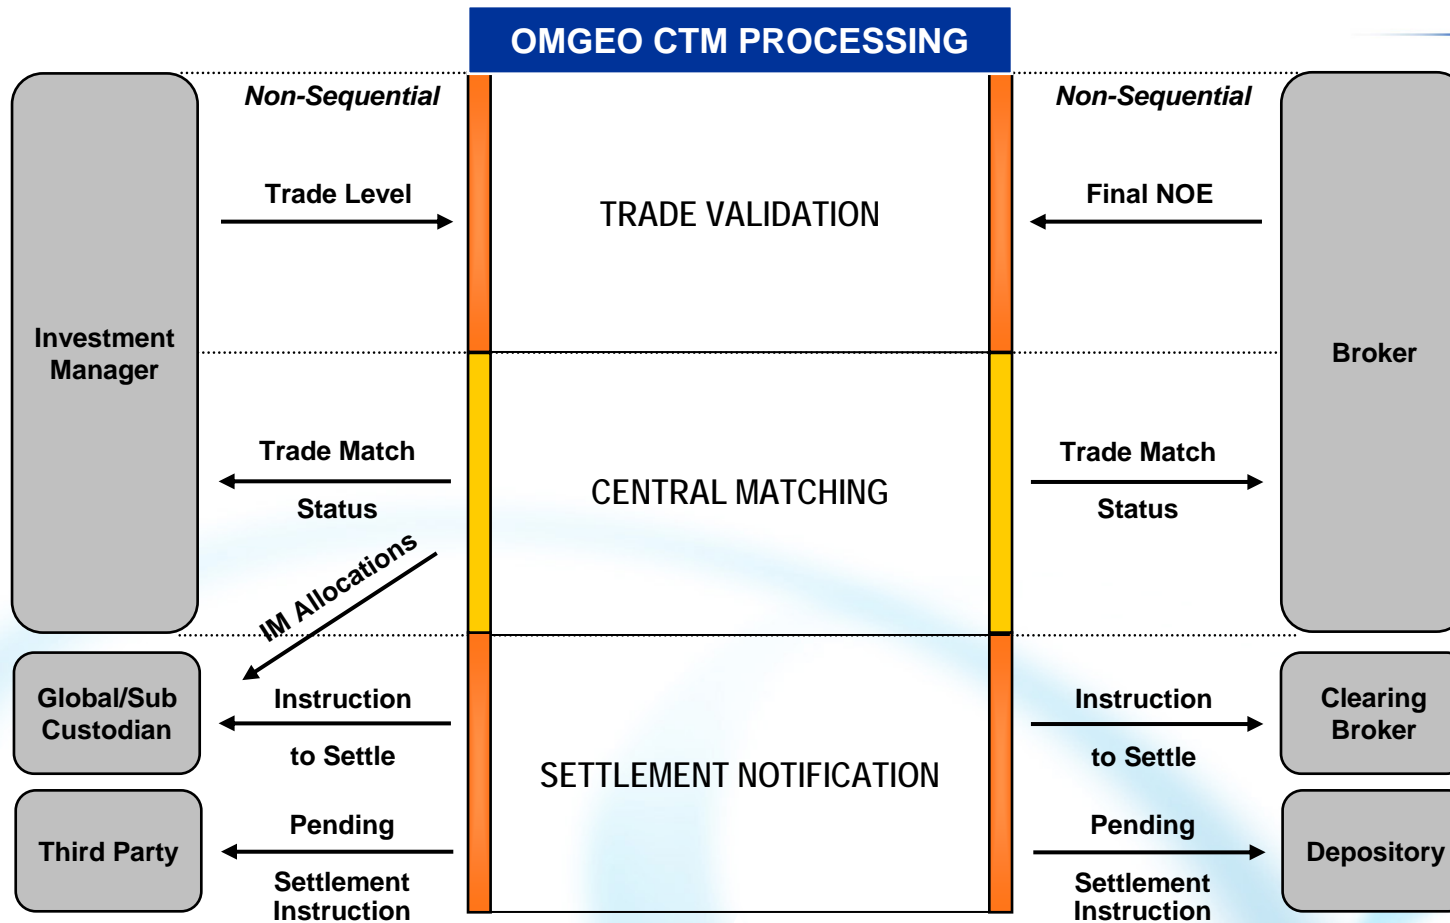 OMGEO CTM PROCESSING
Non-Sequential
Non-Sequential
Trade Level
Final NOE
TRADE VALIDATION
Investment
Manager
Broker
Trade Match
Status
CENTRAL MATCHING
Trade Match
Status
IM Allocations
Global/Sub
Custodian
Instruction
to Settle
SETTLEMENT NOTIFICATION
Instruction
to Settle
Clearing
Broker
Third Party
Pending
Settlement
Instruction
Pending
Settlement
Instruction
Depository